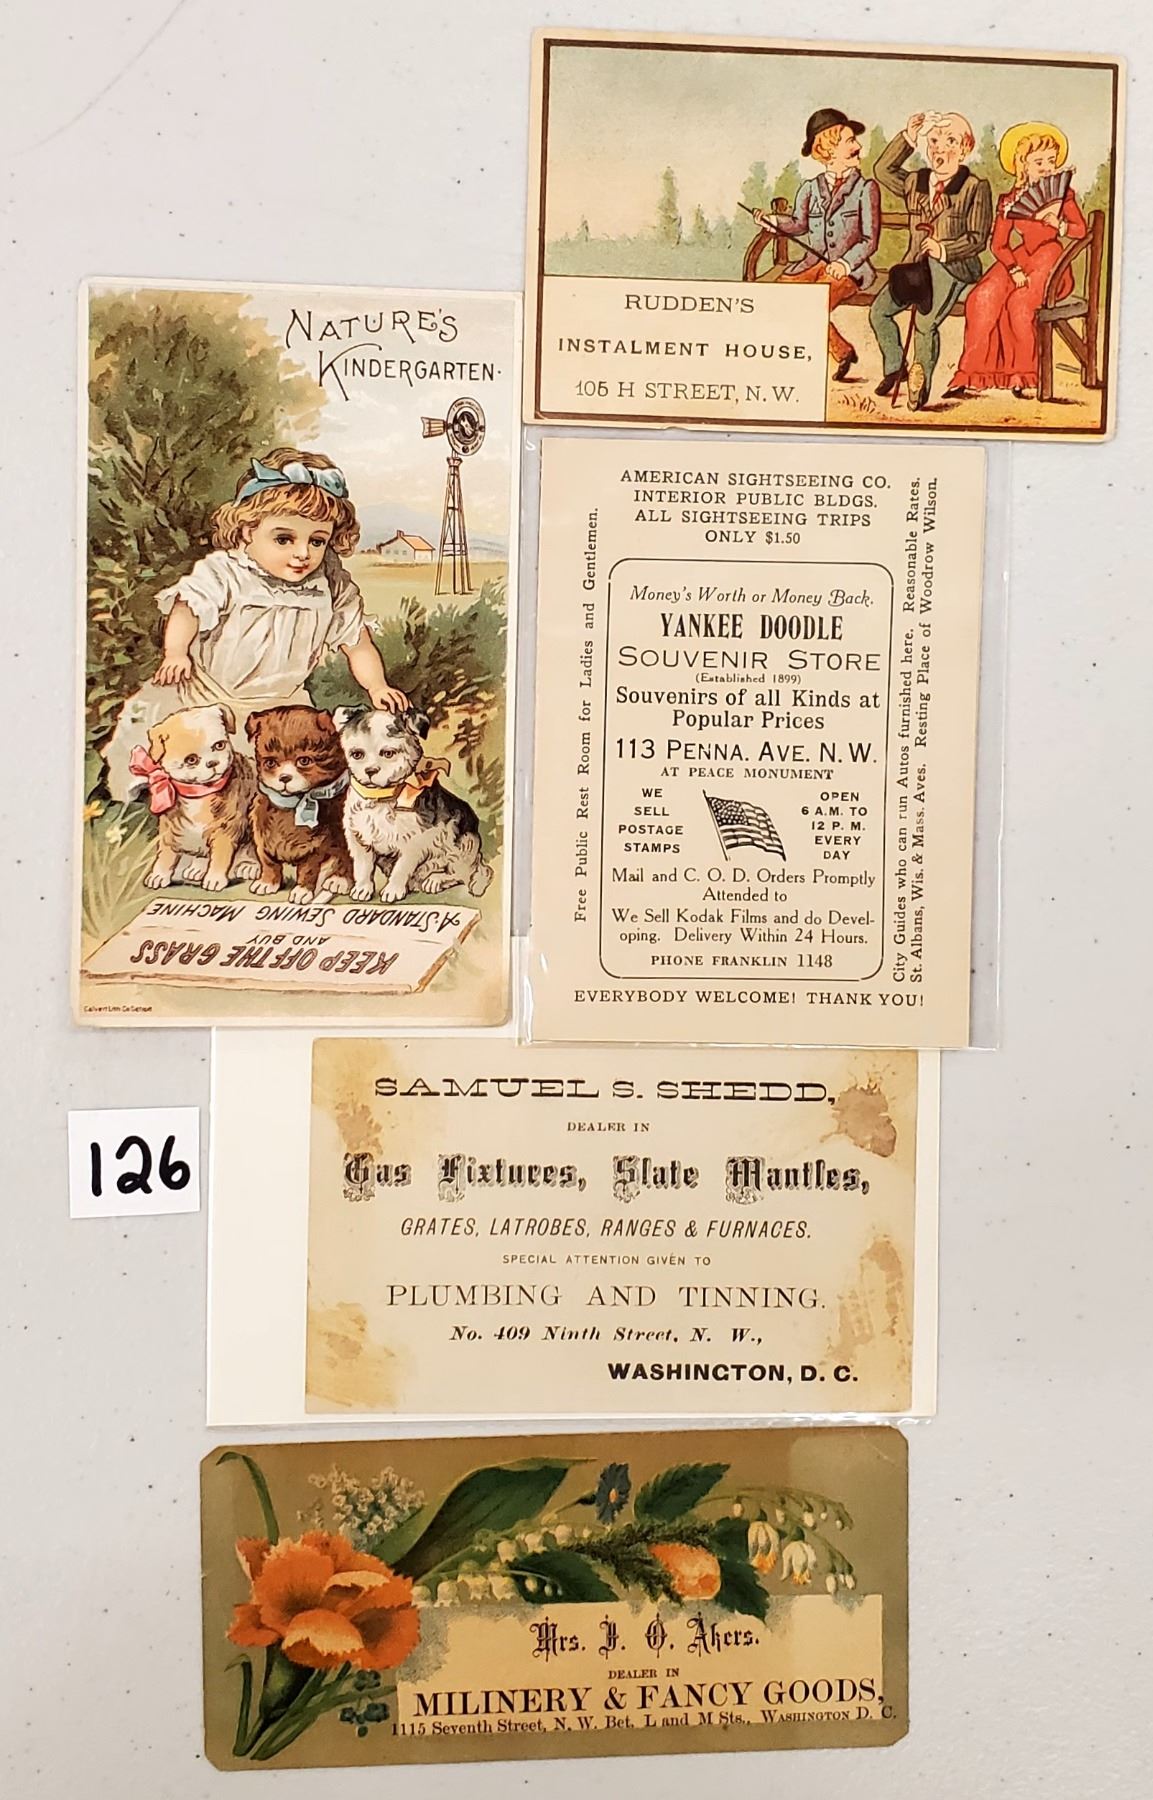 RUDDEN'S
INSTALMENT HOUSE,
105 H STREET, N. W.
NATURE'S
KINDERGARTEN.
KEEP OFF THE GRASS
AND BUY
A STANDARD SEWING MACHINE
Calvert Lith Co Detroit
AMERICAN SIGHTSEEING CO.
INTERIOR PUBLIC BLDGS.
ALL SIGHTSEEING TRIPS
ONLY $1.50
Free Public Rest Room for Ladies and Gentlemen.
Money's Worth or Money Back.
YANKEE DOODLE
SOUVENIR STORE
(Established 1899)
Souvenirs of all Kinds at
Popular Prices
113 PENNA. AVE. N. W.
AT PEACE MONUMENT
WE
SELL
POSTAGE
STAMPS
OPEN
6 A.M. TO
12 P. M.
EVERY
DAY
Mail and C. O. D. Orders Promptly
Attended to
We Sell Kodak Films and do Devel-
oping. Delivery Within 24 Hours.
PHONE FRANKLIN 1148
City Guides who can run Autos furnished here. Reasonable Rates.
St. Albans, Wis. & Mass. Aves. Resting Place of Woodrow Wilson.
EVERYBODY WELCOME! THANK YOU!
126
SAMUEL S. SHEDD,
DEALER IN
Gas Fixtures, Slate Mantles,
GRATES, LATROBES, RANGES & FURNACES.
SPECIAL ATTENTION GIVEN TO
PLUMBING AND TINNING.
No. 409 Ninth Street, N. W.,
WASHINGTON, D. C.
Mrs. J. O. Akers.
DEALER IN
MILINERY & FANCY GOODS,
1115 Seventh Street, N. W. Bet. L and M Sts., WASHINGTON D. C.